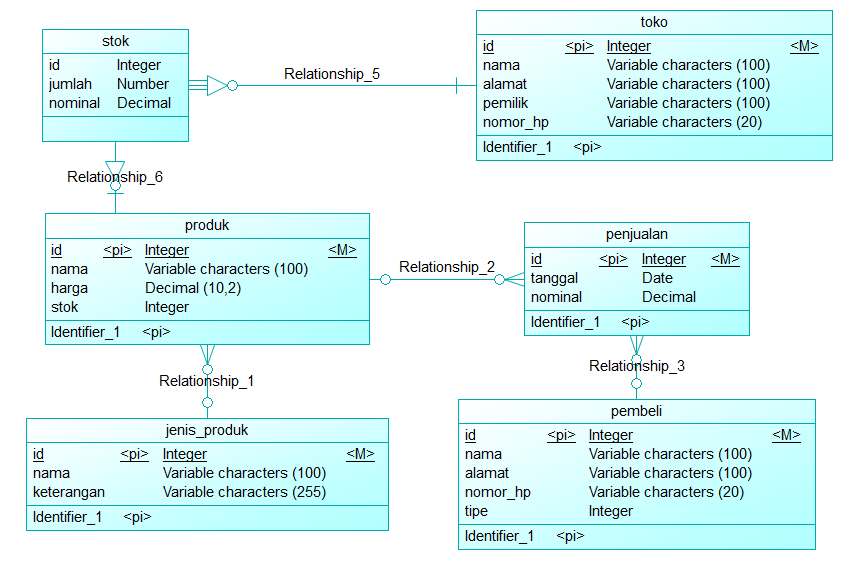 stok
id Integer
jumlah Number
nominal Decimal
Relationship_5
toko
id <pi> Integer <M>
nama Variable characters (100)
alamat Variable characters (100)
pemilik Variable characters (100)
nomor_hp Variable characters (20)
Identifier_1 <pi>
Relationship_6
produk
id <pi> Integer <M>
nama Variable characters (100)
harga Decimal (10,2)
stok Integer
Identifier_1 <pi>
Relationship_2
penjualan
id <pi> Integer <M>
tanggal Date
nominal Decimal
Identifier_1 <pi>
Relationship_1
Relationship_3
jenis_produk
id <pi> Integer <M>
nama Variable characters (100)
keterangan Variable characters (255)
Identifier_1 <pi>
pembeli
id <pi> Integer <M>
nama Variable characters (100)
alamat Variable characters (100)
nomor_hp Variable characters (20)
tipe Integer
Identifier_1 <pi>